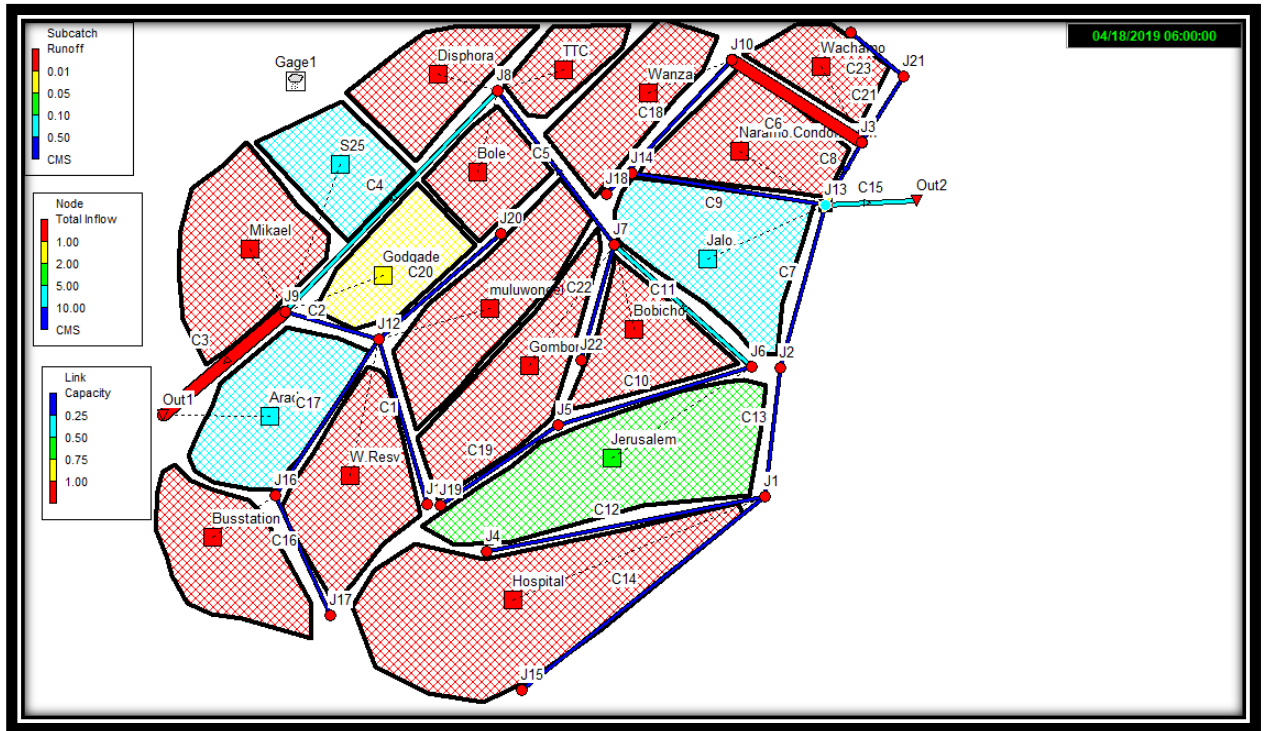 Subcatch
Runoff
0.01
0.05
0.10
0.50
CMS
Node
Total Inflow
1.00
2.00
5.00
10.00
CMS
Link
Capacity
0.25
0.50
0.75
1.00
04/18/2019 06:00:00
Gage1
Disphora
TTC
J8
Wanza
J10
Wachamo
C23
J21
C21
C18
C6
J3
S25
C4
Bole
C5
C8
J14
J18
J13
C15
Out2
C9
Mikael
J20
J7
Jalo.
C7
Godgade
C20
C22
C11
J9
C2
Bobicho
J12
C3
J22
J6
J2
C10
Out1
C17
C1
J5
C13
Jerusalem
W.Resv.
C19
J16
J19
J1
Busstation
C12
C16
J4
Hospital
C14
J17
J15